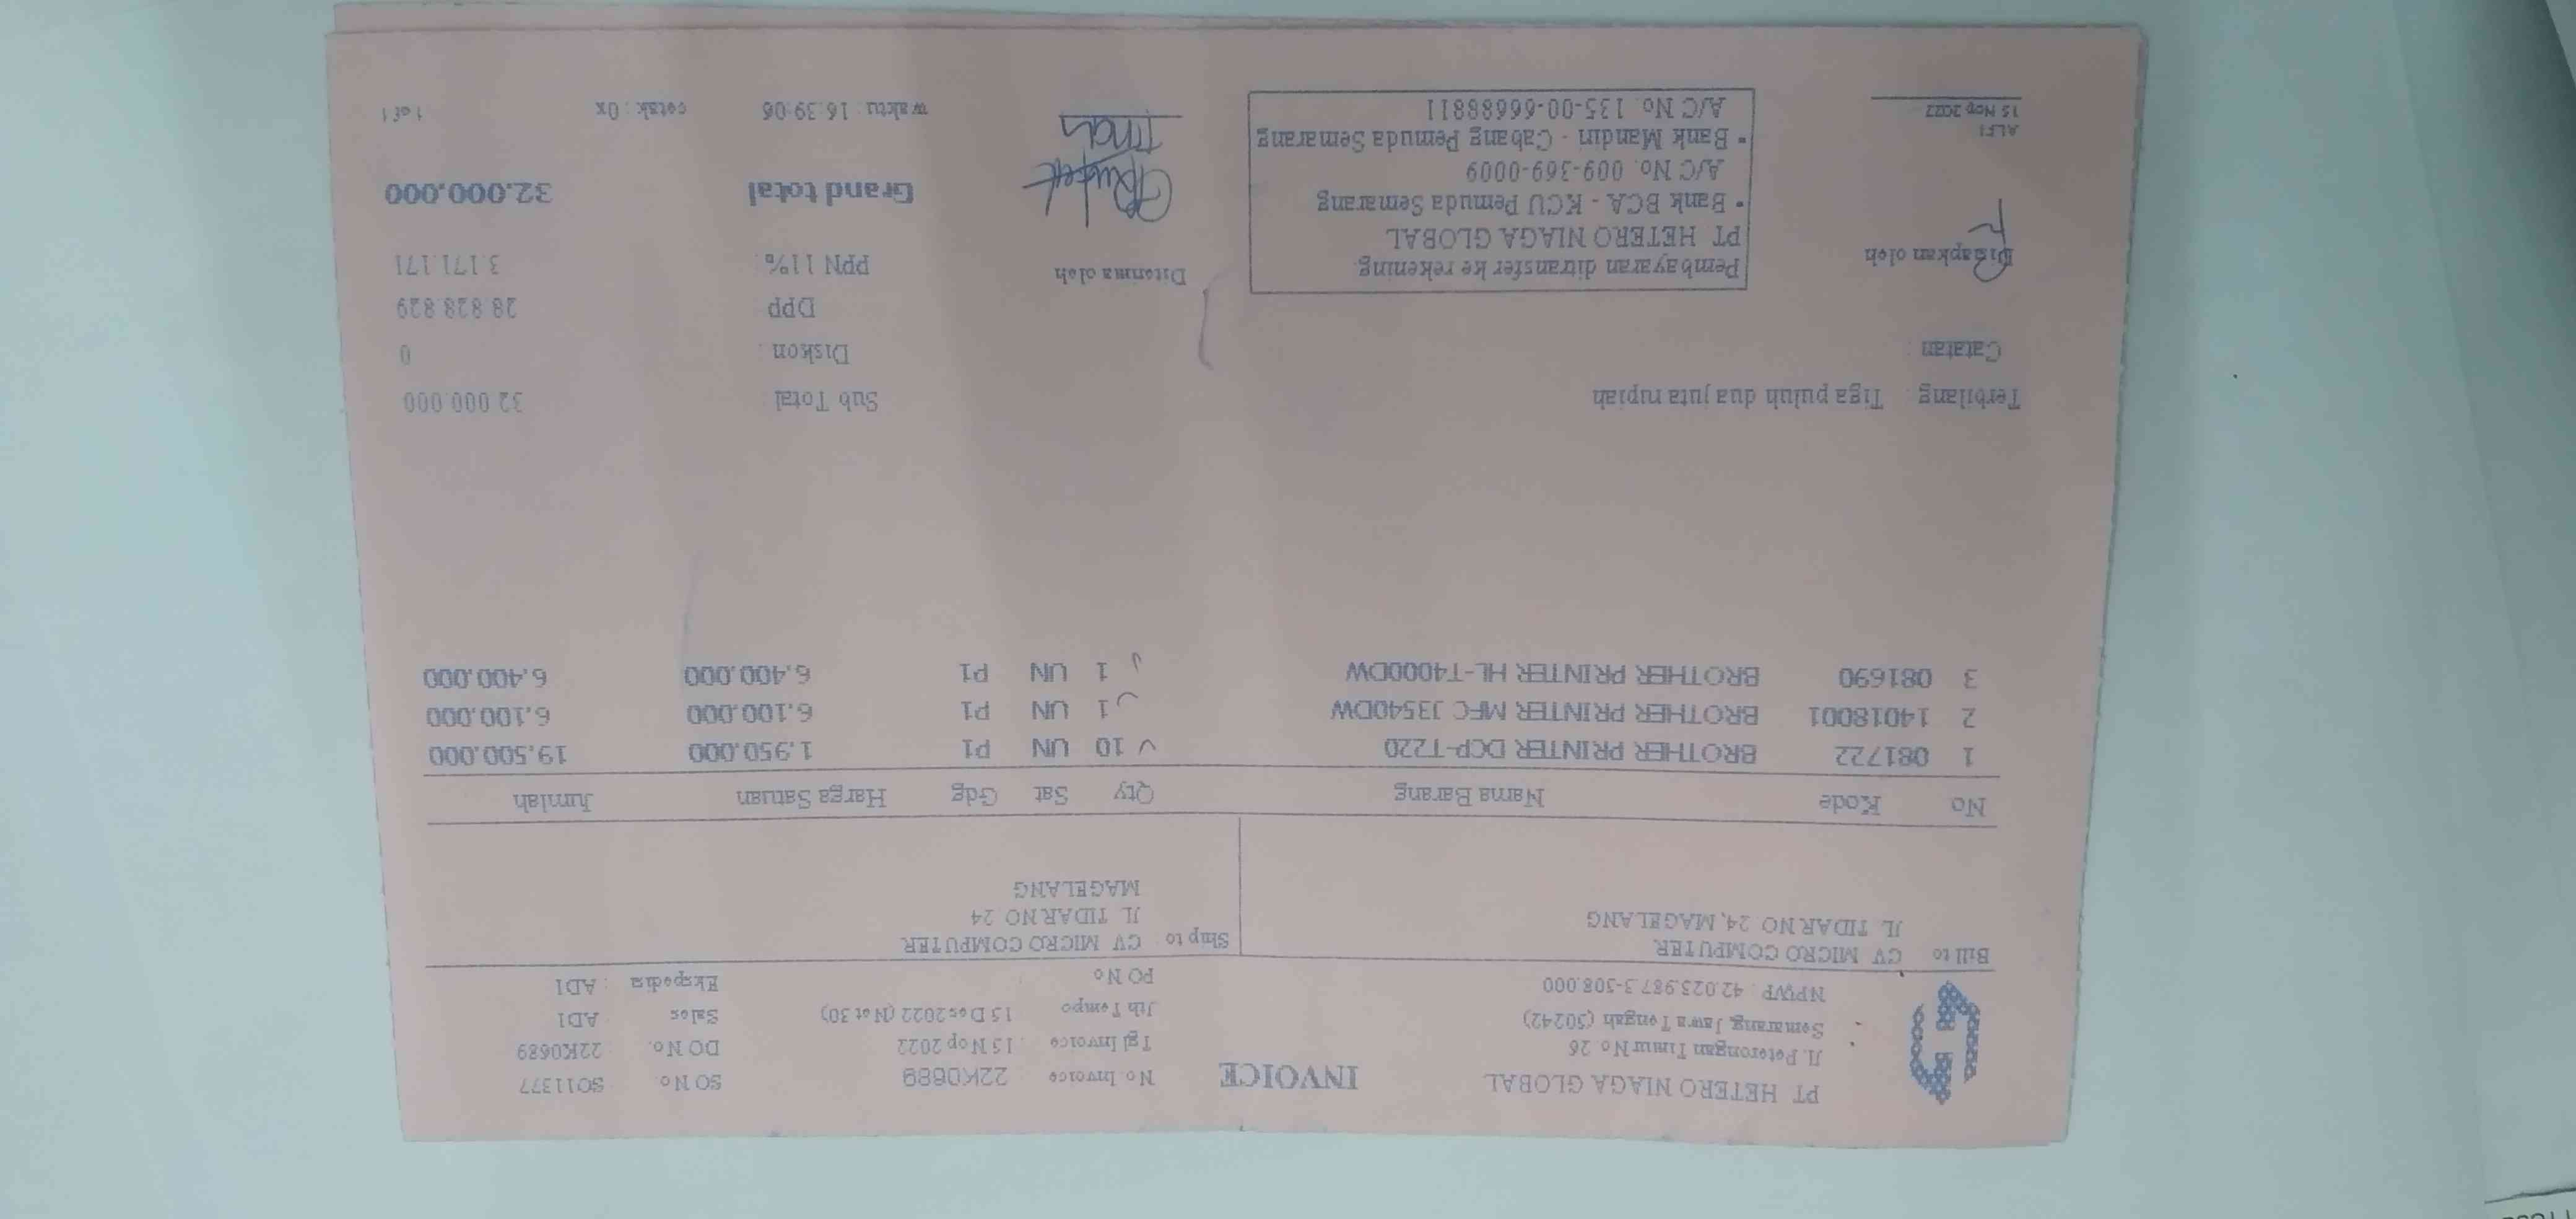 PT HETERO NIAGA GLOBAL
Jl. Peterongan Timur No. 26
Semarang, Jawa Tengah (50242)
NPWP : 42.023.987.3-508.000
INVOICE
No. Invoice : 22K0689
Tgl Invoice : 15 Nop 2022
Jth Tempo : 15 Des 2022 (Net 30)
PO No :
SO No. : SO11377
DO No. : 22K0689
Sales : AD1
Ekspedisi : AD1
Bill to : CV MICRO COMPUTER
JL. TIDAR NO. 24, MAGELANG
Ship to : CV MICRO COMPUTER
JL. TIDAR NO 24
MAGELANG
No Kode Nama Barang Qty Sat Gdg Harga Satuan Jumlah
1 081722 BROTHER PRINTER DCP-T220 10 UN P1 1.950.000 19.500.000
2 14018001 BROTHER PRINTER MFC J3540DW 1 UN P1 6.100.000 6.100.000
3 081690 BROTHER PRINTER HL-T4000DW 1 UN P1 6.400.000 6.400.000
Terbilang : Tiga puluh dua juta rupiah
Catatan :
Sub Total : 32.000.000
Diskon : 0
DPP : 28.828.829
PPN 11% : 3.171.171
Grand total 32.000.000
Disiapkan oleh
ALFI
15 Nop 2022
Pembayaran ditransfer ke rekening:
PT. HETERO NIAGA GLOBAL
• Bank BCA - KCU Pemuda Semarang
A/C No. 009-369-0009
• Bank Mandiri - Cabang Pemuda Semarang
A/C No. 135-00-6688811
Diterima oleh
waktu : 16:39:06
cetak : 0x
1 of 1